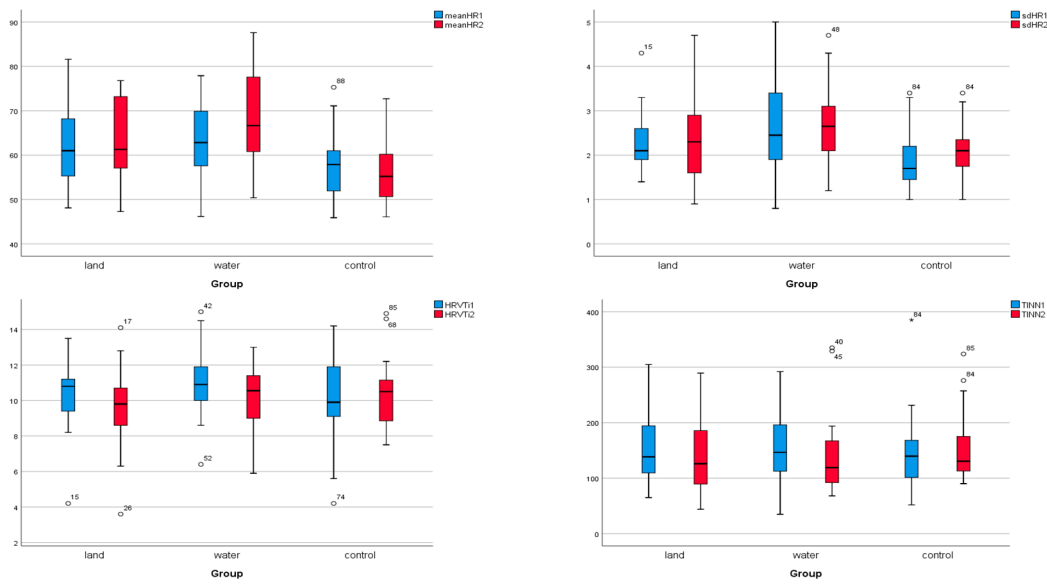 90
80
70
60
50
40
88
land
water
control
Group
meanHR1
meanHR2
5
4
3
2
1
0
15
48
84
84
land
water
control
Group
sdHR1
sdHR2
14
12
10
8
6
4
2
15
17
26
42
52
74
85
68
land
water
control
Group
HRVTi1
HRVTi2
400
300
200
100
0
40
45
84
85
84
land
water
control
Group
TINN1
TINN2